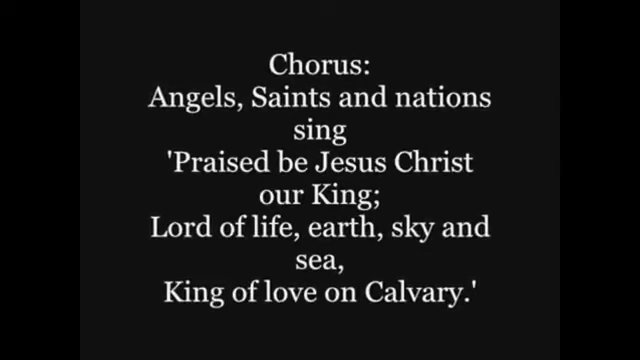 Chorus:
Angels, Saints and nations
sing
'Praised be Jesus Christ
our King;
Lord of life, earth, sky and
sea,
King of love on Calvary.'